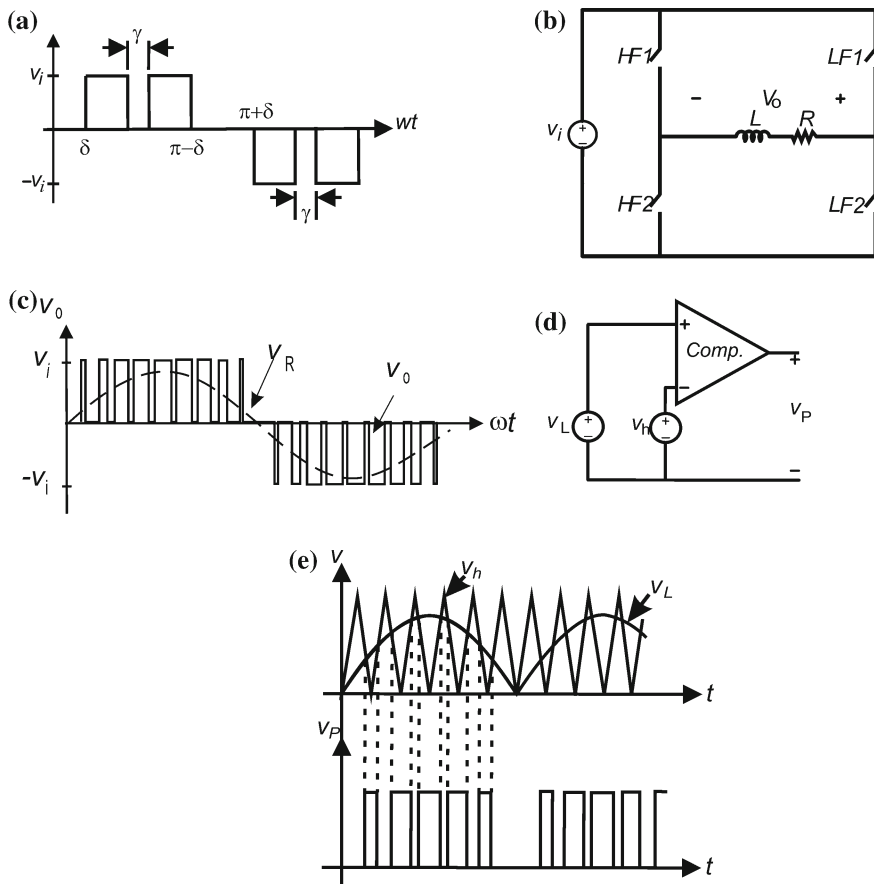 (a)
γ
v_i
δ
π−δ
π+δ
wt
−v_i
γ
(b)
HF1
LF1
− V_o +
L R
v_i
HF2
LF2
(c)
v_0
v_i
v_R
v_0
ωt
-v_i
(d)
Comp.
v_L
v_h
v_P
(e)
v
v_h
v_L
t
v_P
t